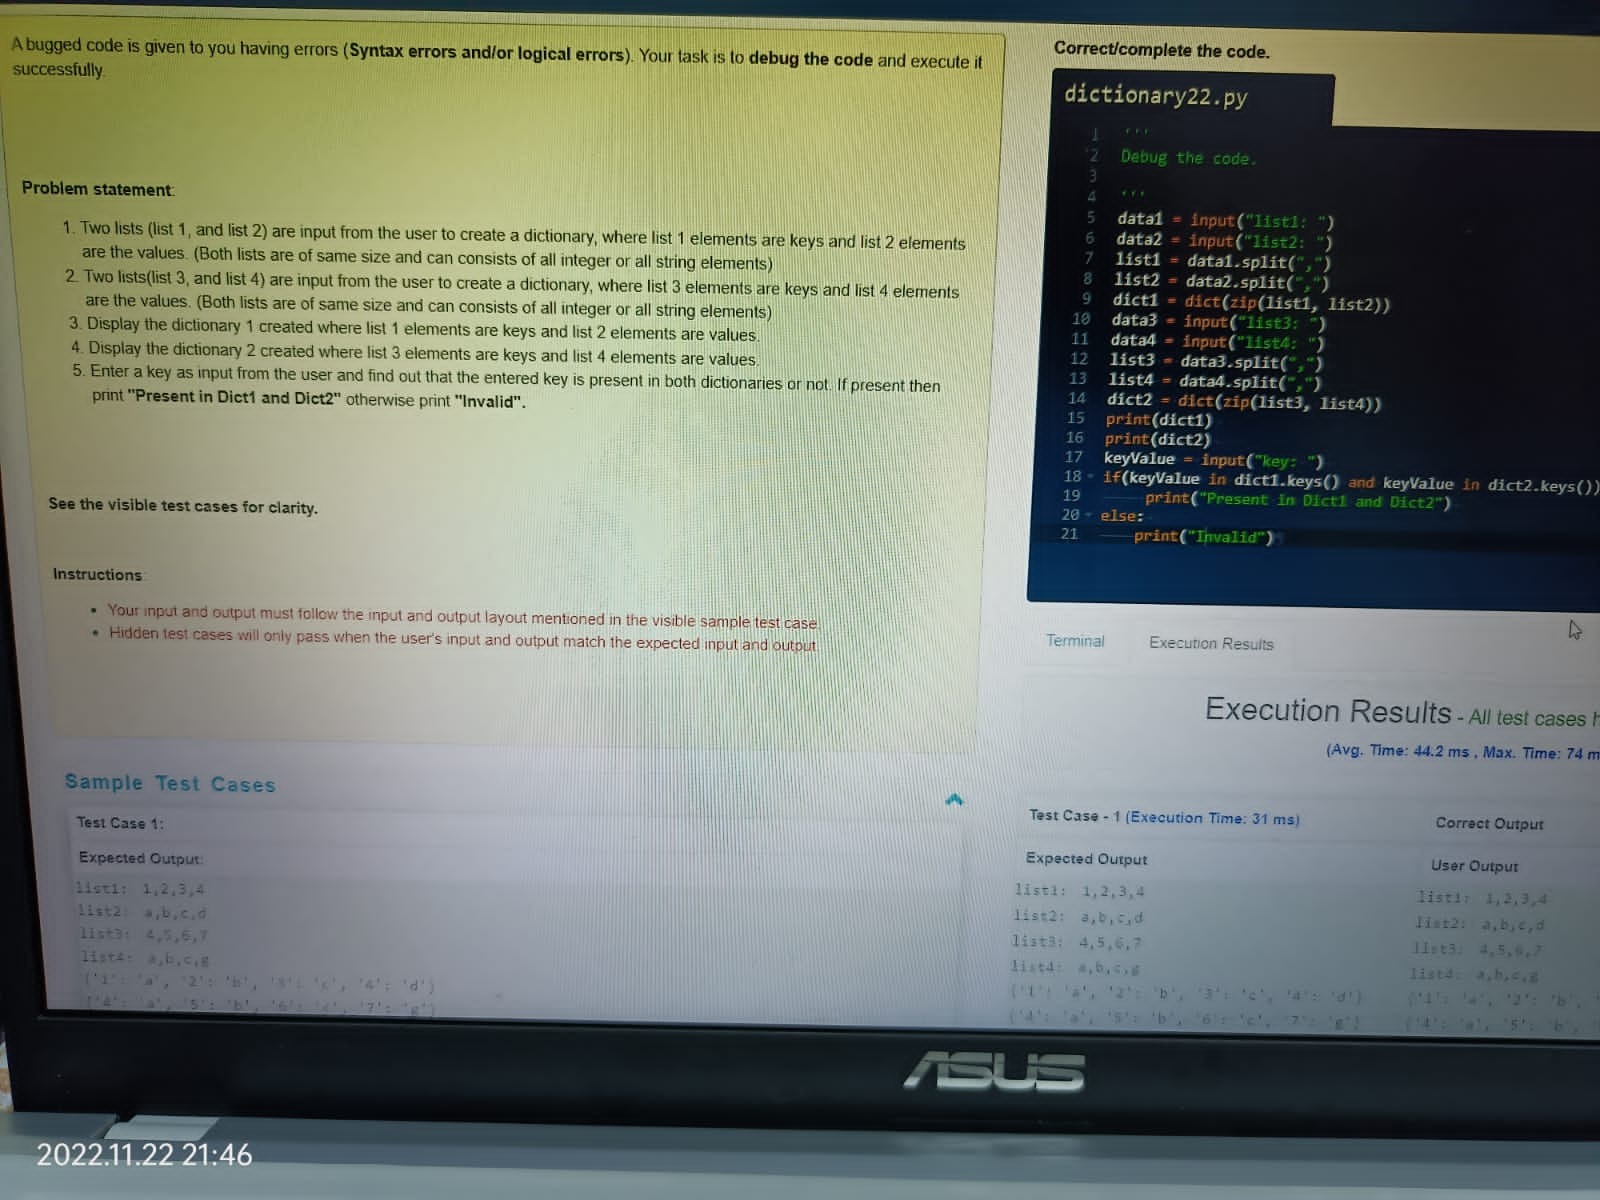 A bugged code is given to you having errors (Syntax errors and/or logical errors). Your task is to debug the code and execute it
successfully.
Problem statement:
1. Two lists (list 1, and list 2) are input from the user to create a dictionary, where list 1 elements are keys and list 2 elements
are the values. (Both lists are of same size and can consists of all integer or all string elements)
2. Two lists(list 3, and list 4) are input from the user to create a dictionary, where list 3 elements are keys and list 4 elements
are the values. (Both lists are of same size and can consists of all integer or all string elements)
3. Display the dictionary 1 created where list 1 elements are keys and list 2 elements are values.
4. Display the dictionary 2 created where list 3 elements are keys and list 4 elements are values.
5. Enter a key as input from the user and find out that the entered key is present in both dictionaries or not. If present then
print "Present in Dict1 and Dict2" otherwise print "Invalid".
See the visible test cases for clarity.
Instructions:
• Your input and output must follow the input and output layout mentioned in the visible sample test case.
• Hidden test cases will only pass when the user's input and output match the expected input and output
Sample Test Cases
Test Case 1:
Expected Output:
list1: 1,2,3,4
list2: a,b,c,d
list3: 4,5,6,7
list4: a,b,c,g
{'1': 'a', '2': 'b', '3': 'c', '4': 'd'}
{'4': 'a', '5': 'b', '6': 'c', '7': 'g'}
Correct/complete the code.
dictionary22.py
1 '''
2 Debug the code.
3
4 '''
5 data1 = input("list1: ")
6 data2 = input("list2: ")
7 list1 = data1.split(",")
8 list2 = data2.split(",")
9 dict1 = dict(zip(list1, list2))
10 data3 = input("list3: ")
11 data4 = input("list4: ")
12 list3 = data3.split(",")
13 list4 = data4.split(",")
14 dict2 = dict(zip(list3, list4))
15 print(dict1)
16 print(dict2)
17 keyValue = input("key: ")
18 if(keyValue in dict1.keys() and keyValue in dict2.keys())
19 print("Present in Dict1 and Dict2")
20 else:
21 print("Invalid")
Terminal Execution Results
Execution Results - All test cases
(Avg. Time: 44.2 ms , Max. Time: 74 m
Test Case - 1 (Execution Time: 31 ms) Correct Output
Expected Output User Output
list1: 1,2,3,4 list1: 1,2,3,4
list2: a,b,c,d list2: a,b,c,d
list3: 4,5,6,7 list3: 4,5,6,7
list4: a,b,c,g list4: a,b,c,g
{'1': 'a', '2': 'b', '3': 'c', '4': 'd'} {'1': 'a', '2': 'b',
{'4': 'a', '5': 'b', '6': 'c', '7': 'g'} {'4': 'a', '5': 'b',
ASUS
2022.11.22 21:46